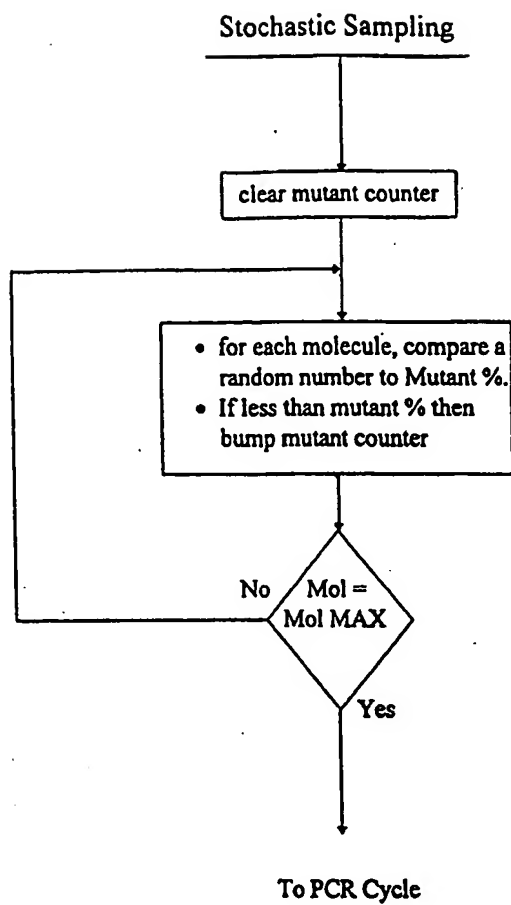 Stochastic Sampling
clear mutant counter
• for each molecule, compare a
random number to Mutant %.
• If less than mutant % then
bump mutant counter
No
Mol =
Mol MAX
Yes
To PCR Cycle